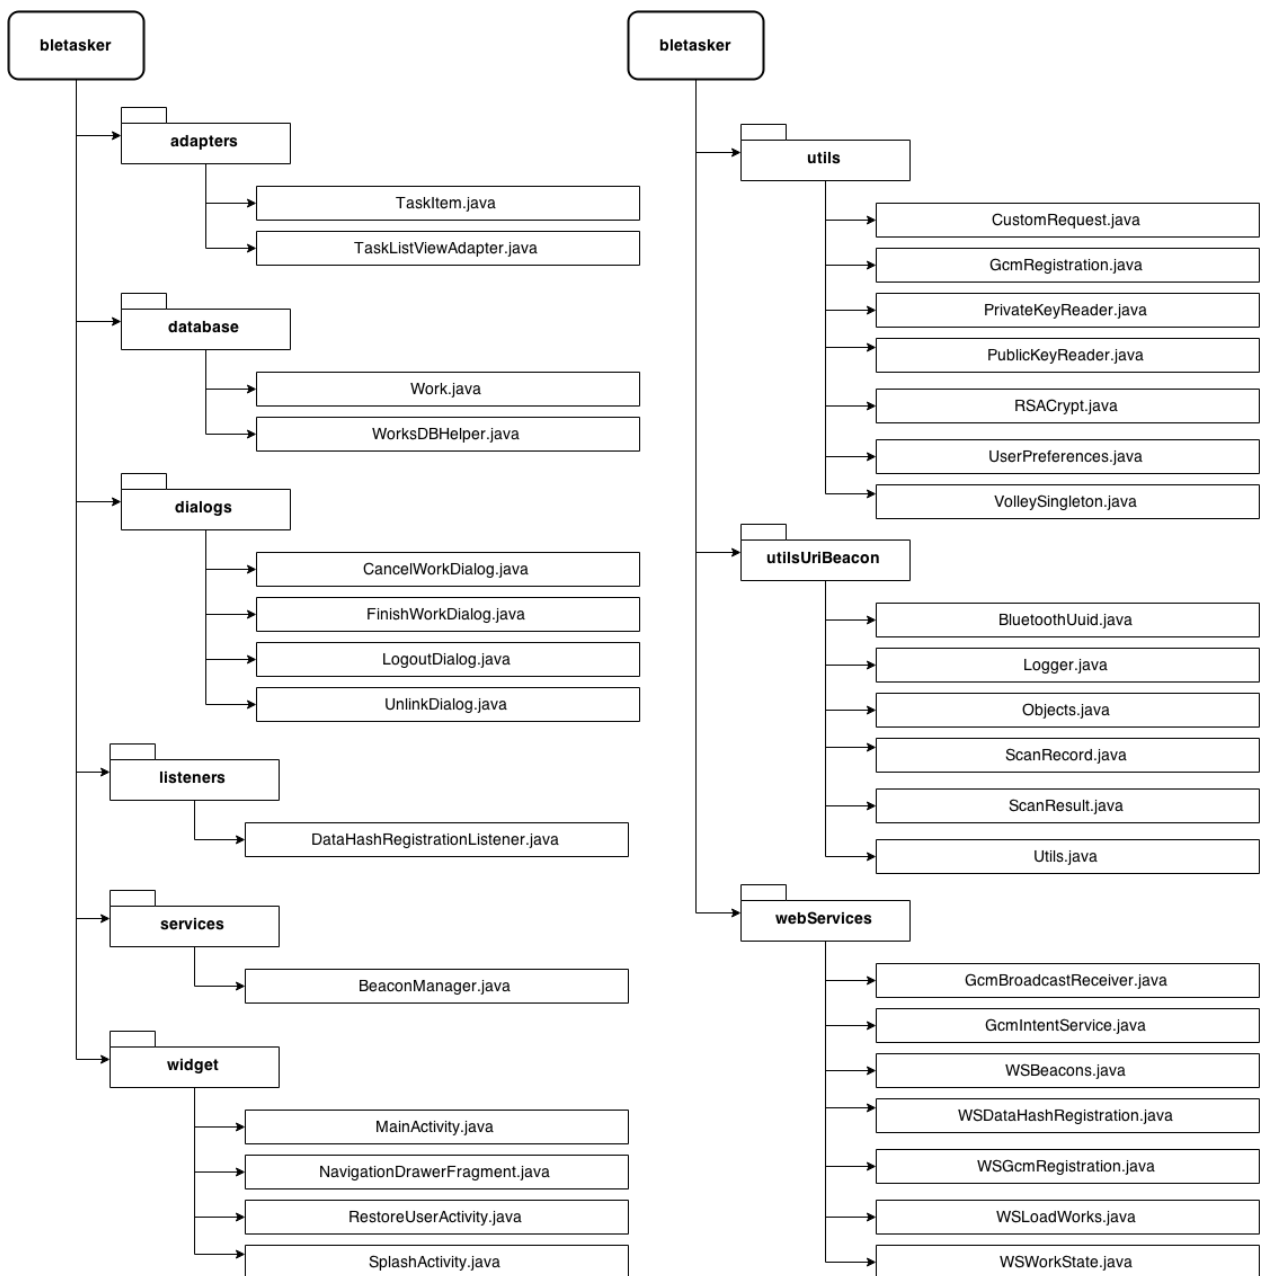 bletasker
adapters
TaskItem.java
TaskListViewAdapter.java
database
Work.java
WorksDBHelper.java
dialogs
CancelWorkDialog.java
FinishWorkDialog.java
LogoutDialog.java
UnlinkDialog.java
listeners
DataHashRegistrationListener.java
services
BeaconManager.java
widget
MainActivity.java
NavigationDrawerFragment.java
RestoreUserActivity.java
SplashActivity.java
bletasker
utils
CustomRequest.java
GcmRegistration.java
PrivateKeyReader.java
PublicKeyReader.java
RSACrypt.java
UserPreferences.java
VolleySingleton.java
utilsUriBeacon
BluetoothUuid.java
Logger.java
Objects.java
ScanRecord.java
ScanResult.java
Utils.java
webServices
GcmBroadcastReceiver.java
GcmIntentService.java
WSBeacons.java
WSDataHashRegistration.java
WSGcmRegistration.java
WSLoadWorks.java
WSWorkState.java